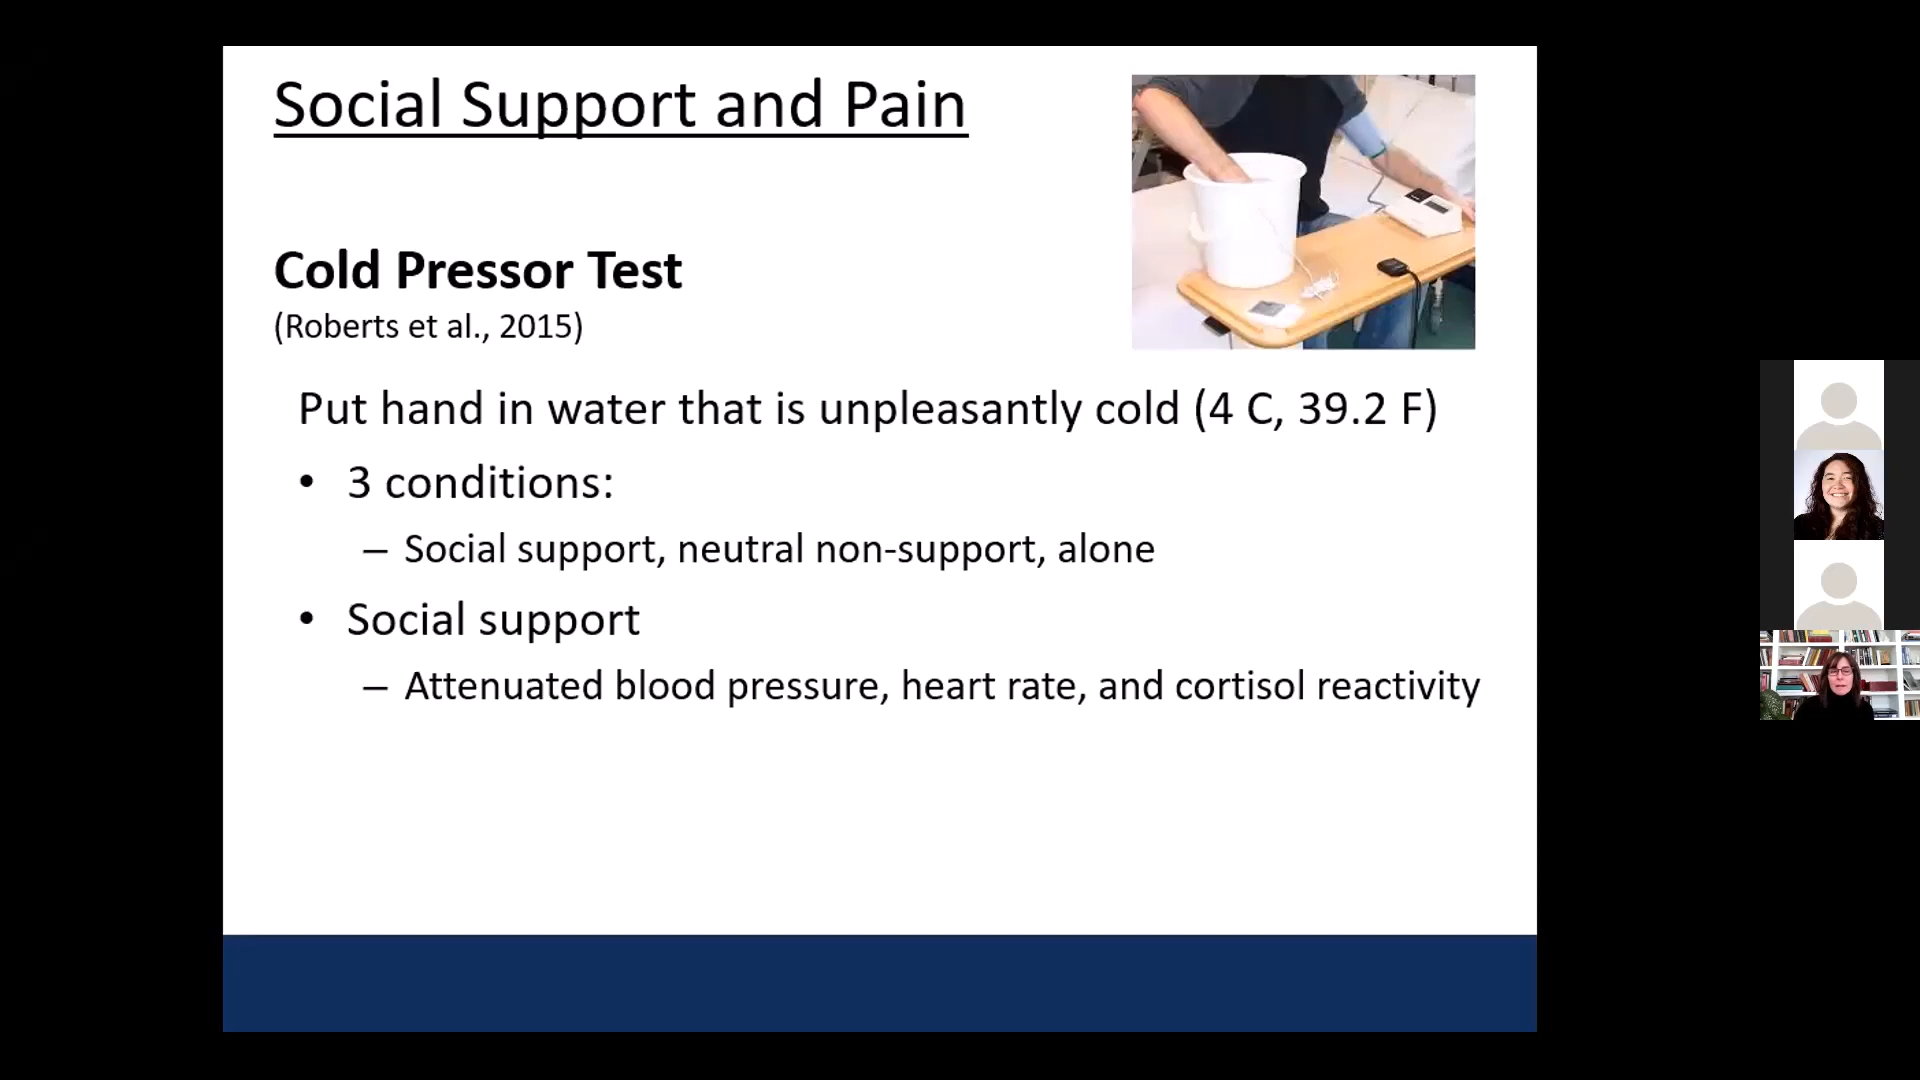 Social Support and Pain
Cold Pressor Test
(Roberts et al., 2015)
Put hand in water that is unpleasantly cold (4 C, 39.2 F)
• 3 conditions:
– Social support, neutral non-support, alone
• Social support
– Attenuated blood pressure, heart rate, and cortisol reactivity